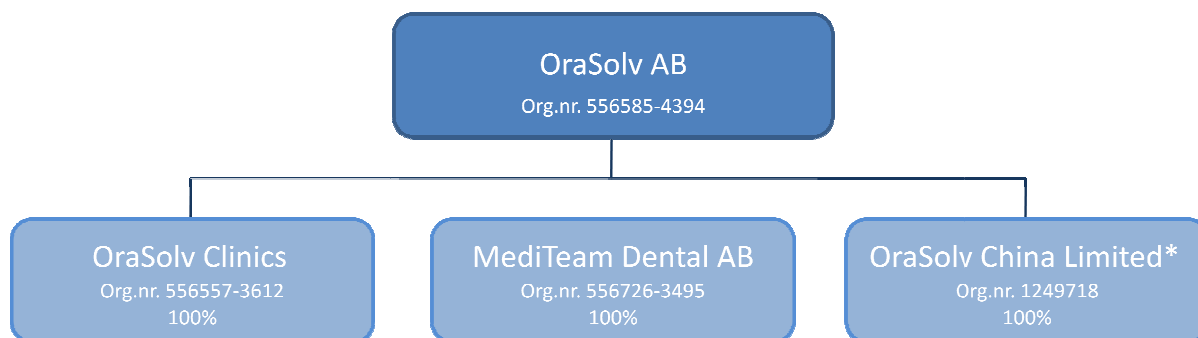 OraSolv AB
Org.nr. 556585-4394
OraSolv Clinics
Org.nr. 556557-3612
100%
MediTeam Dental AB
Org.nr. 556726-3495
100%
OraSolv China Limited*
Org.nr. 1249718
100%